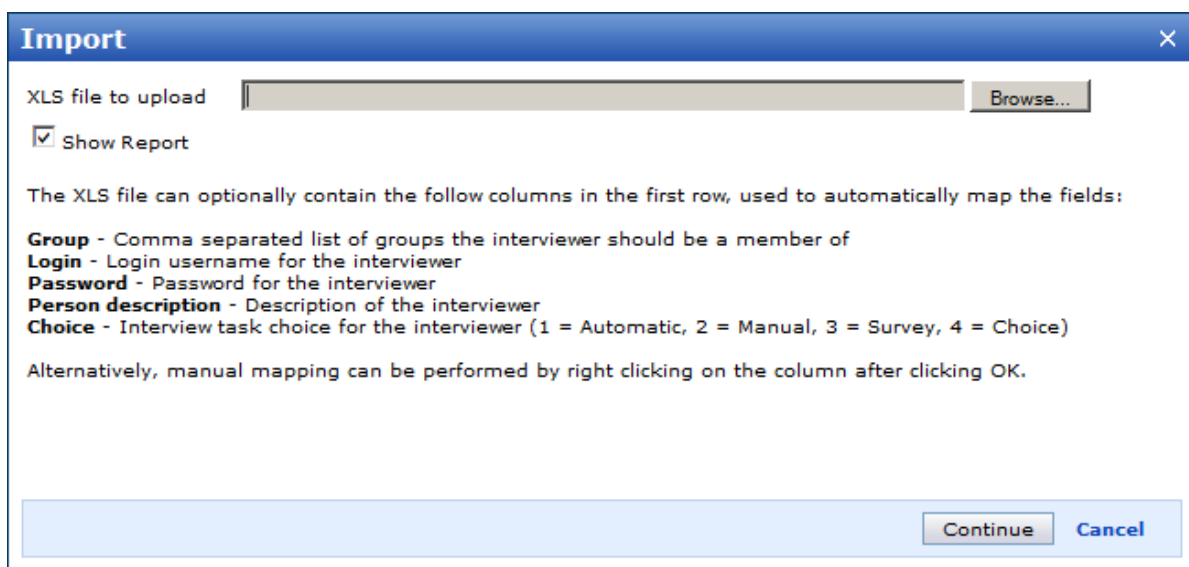 Import
XLS file to upload Browse...
Show Report
The XLS file can optionally contain the follow columns in the first row, used to automatically map the fields:
Group - Comma separated list of groups the interviewer should be a member of
Login - Login username for the interviewer
Password - Password for the interviewer
Person description - Description of the interviewer
Choice - Interview task choice for the interviewer (1 = Automatic, 2 = Manual, 3 = Survey, 4 = Choice)
Alternatively, manual mapping can be performed by right clicking on the column after clicking OK.
Continue Cancel